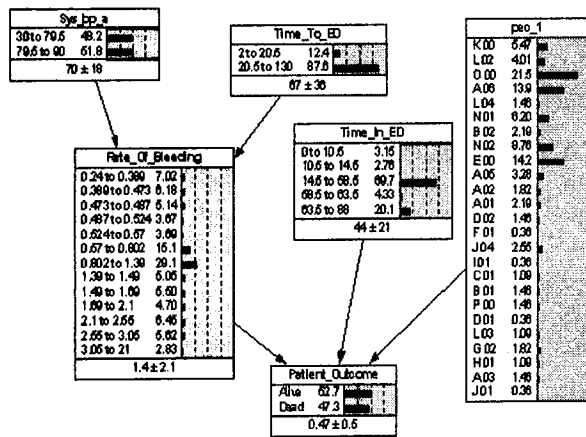 Sys_bp_a
30 to 79.5 48.2
79.5 to 90 51.8
70 ± 18
Time_To_ED
2 to 20.5 12.4
20.5 to 130 87.6
67 ± 36
Time_In_ED
0 to 10.5 3.15
10.5 to 14.5 2.76
14.5 to 58.5 69.7
58.5 to 63.5 4.33
63.5 to 88 20.1
44 ± 21
Rate_Of_Bleeding
0.24 to 0.389 7.02
0.389 to 0.473 6.18
0.473 to 0.487 5.14
0.487 to 0.524 3.67
0.524 to 0.57 3.69
0.57 to 0.802 15.1
0.802 to 1.39 29.1
1.39 to 1.49 5.05
1.49 to 1.69 5.50
1.69 to 2.1 4.70
2.1 to 2.55 6.45
2.55 to 3.05 5.62
3.05 to 21 2.83
1.4 ± 2.1
Patient_Outcome
Alive 52.7
Dead 47.3
0.47 ± 0.5
K00 5.47
L02 4.01
O00 21.5
A06 13.9
L04 1.46
N01 6.20
B02 2.19
N02 8.76
E00 14.2
A05 3.28
A02 1.82
A01 2.19
D02 1.46
F01 0.36
J04 2.55
I01 0.36
C01 1.09
B01 1.46
P00 1.46
D01 0.36
L03 1.09
G02 1.82
H01 1.09
A03 1.46
J01 0.36